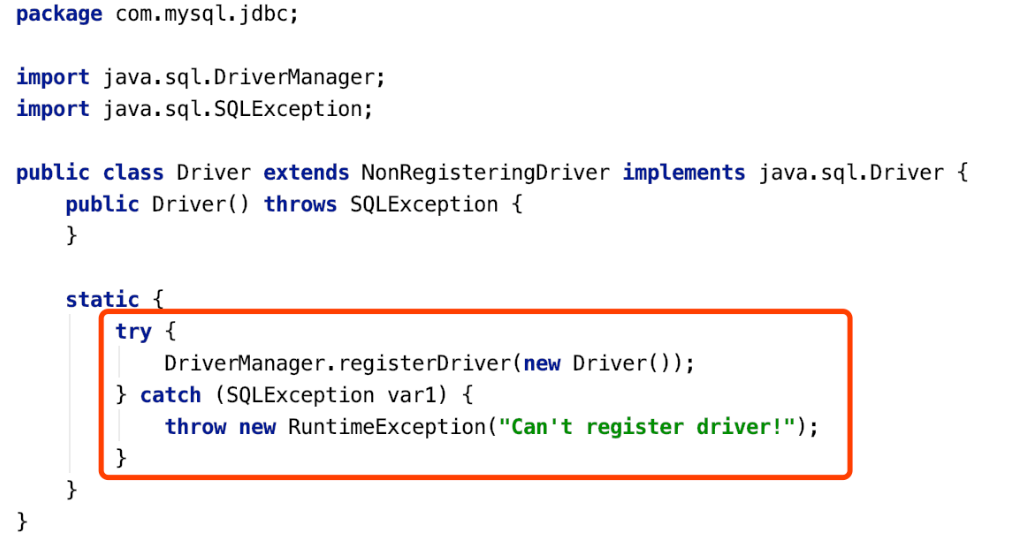 package com.mysql.jdbc;
import java.sql.DriverManager;
import java.sql.SQLException;
public class Driver extends NonRegisteringDriver implements java.sql.Driver {
    public Driver() throws SQLException {
    }
    static {
        try {
            DriverManager.registerDriver(new Driver());
        } catch (SQLException var1) {
            throw new RuntimeException("Can't register driver!");
        }
    }
}